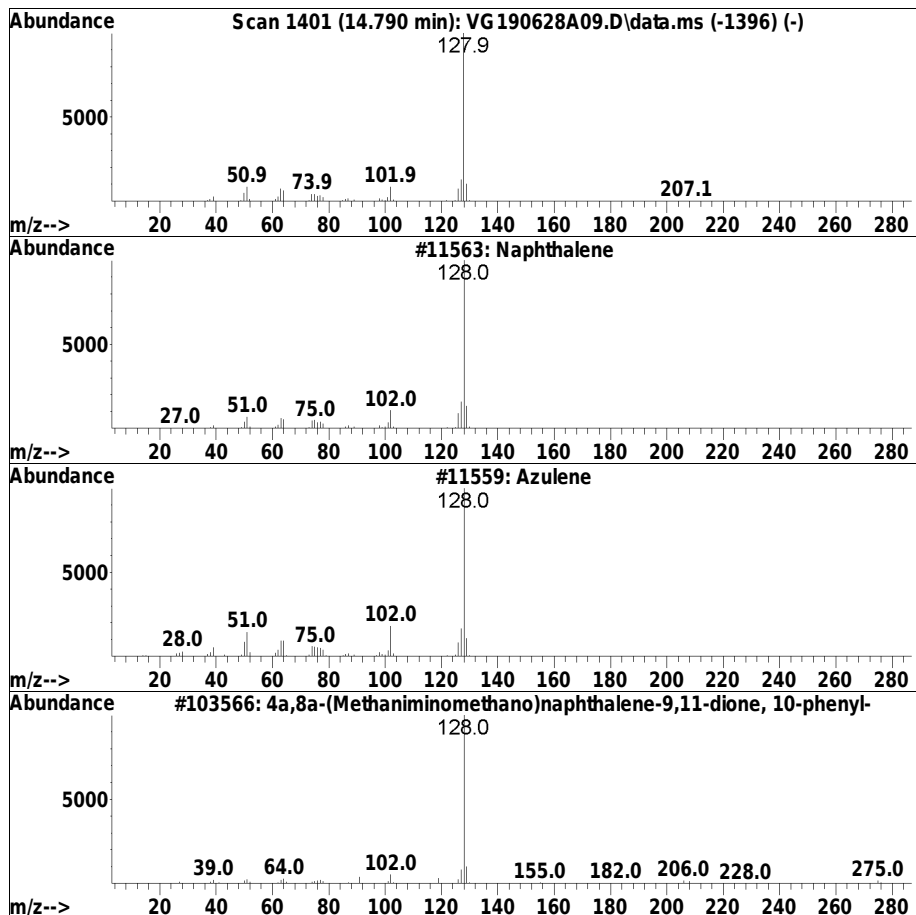 Abundance Scan 1401 (14.790 min): VG190628A09.D\data.ms (-1396) (-)
127.9
5000
50.9 73.9 101.9 207.1
m/z--> 20 40 60 80 100 120 140 160 180 200 220 240 260 280
Abundance #11563: Naphthalene
128.0
5000
27.0 51.0 75.0 102.0
m/z--> 20 40 60 80 100 120 140 160 180 200 220 240 260 280
Abundance #11559: Azulene
128.0
5000
28.0 51.0 75.0 102.0
m/z--> 20 40 60 80 100 120 140 160 180 200 220 240 260 280
Abundance #103566: 4a,8a-(Methaniminomethano)naphthalene-9,11-dione, 10-phenyl-
128.0
5000
39.0 64.0 102.0 155.0 182.0 206.0 228.0 275.0
m/z--> 20 40 60 80 100 120 140 160 180 200 220 240 260 280